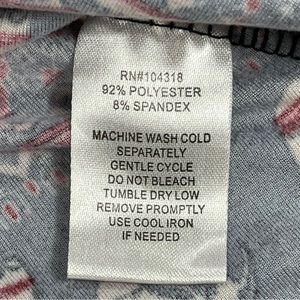 RN#104318
92% POLYESTER
8% SPANDEX
MACHINE WASH COLD
SEPARATELY
GENTLE CYCLE
DO NOT BLEACH
TUMBLE DRY LOW
REMOVE PROMPTLY
USE COOL IRON
IF NEEDED